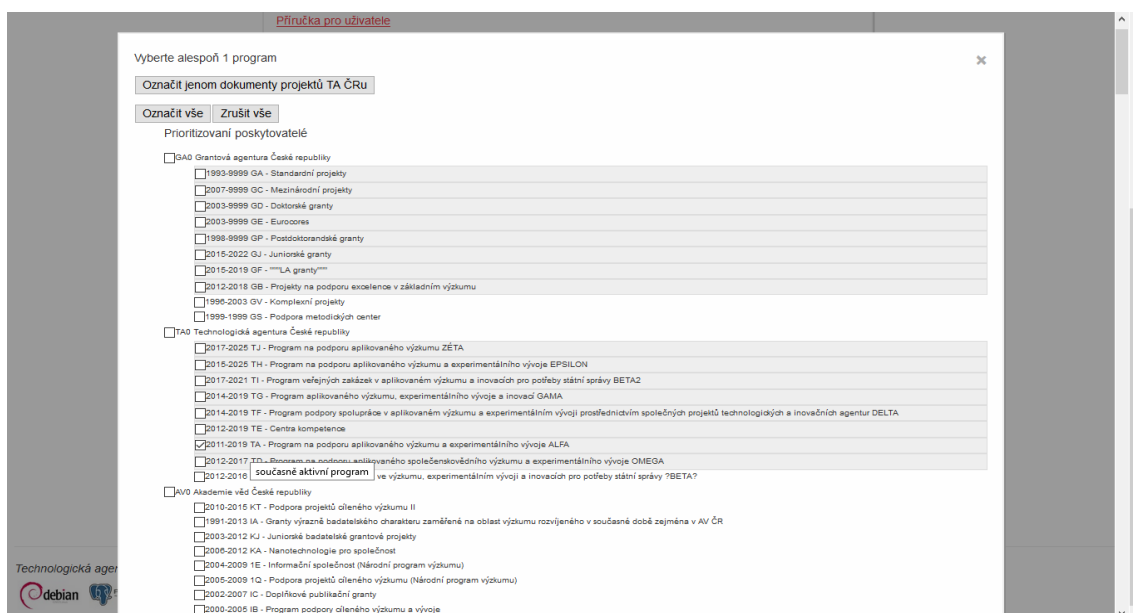 Příručka pro uživatele
Vyberte alespoň 1 program
Označit jenom dokumenty projektů TA ČRu
Označit vše Zrušit vše
Prioritizovaní poskytovatelé
GA0 Grantová agentura České republiky
1993-9999 GA - Standardní projekty
2007-9999 GC - Mezinárodní projekty
2003-9999 GD - Doktorské granty
2003-9999 GE - Eurocores
1998-9999 GP - Postdoktorandské granty
2015-2022 GJ - Juniorské granty
2015-2019 GF - """LA granty"""
2012-2018 GB - Projekty na podporu excelence v základním výzkumu
1996-2003 GV - Komplexní projekty
1999-1999 GS - Podpora metodických center
TA0 Technologická agentura České republiky
2017-2025 TJ - Program na podporu aplikovaného výzkumu ZÉTA
2015-2025 TH - Program na podporu aplikovaného výzkumu a experimentálního vývoje EPSILON
2017-2021 TI - Program veřejných zakázek v aplikovaném výzkumu a inovacích pro potřeby státní správy BETA2
2014-2019 TG - Program aplikovaného výzkumu, experimentálního vývoje a inovací GAMA
2014-2019 TF - Program podpory spolupráce v aplikovaném výzkumu a experimentálním vývoji prostřednictvím společných projektů technologických a inovačních agentur DELTA
2012-2019 TE - Centra kompetence
2011-2019 TA - Program na podporu aplikovaného výzkumu a experimentálního vývoje ALFA
2012-2017 TD - Program na podporu aplikovaného společenskovědního výzkumu a experimentálního vývoje OMEGA
současně aktivní program
2012-2016 ve výzkumu, experimentálním vývoji a inovacích pro potřeby státní správy ?BETA?
AV0 Akademie věd České republiky
2010-2015 KT - Podpora projektů cíleného výzkumu II
1991-2013 IA - Granty výrazně badatelského charakteru zaměřené na oblast výzkumu rozvíjeného v současné době zejména v AV ČR
2003-2012 KJ - Juniorské badatelské grantové projekty
2006-2012 KA - Nanotechnologie pro společnost
2004-2009 1E - Informační společnost (Národní program výzkumu)
2005-2009 1Q - Podpora projektů cíleného výzkumu (Národní program výzkumu)
2002-2007 IC - Doplňkové publikační granty
2000-2005 IB - Program podpory cíleného výzkumu a vývoje
Technologická ager
debian